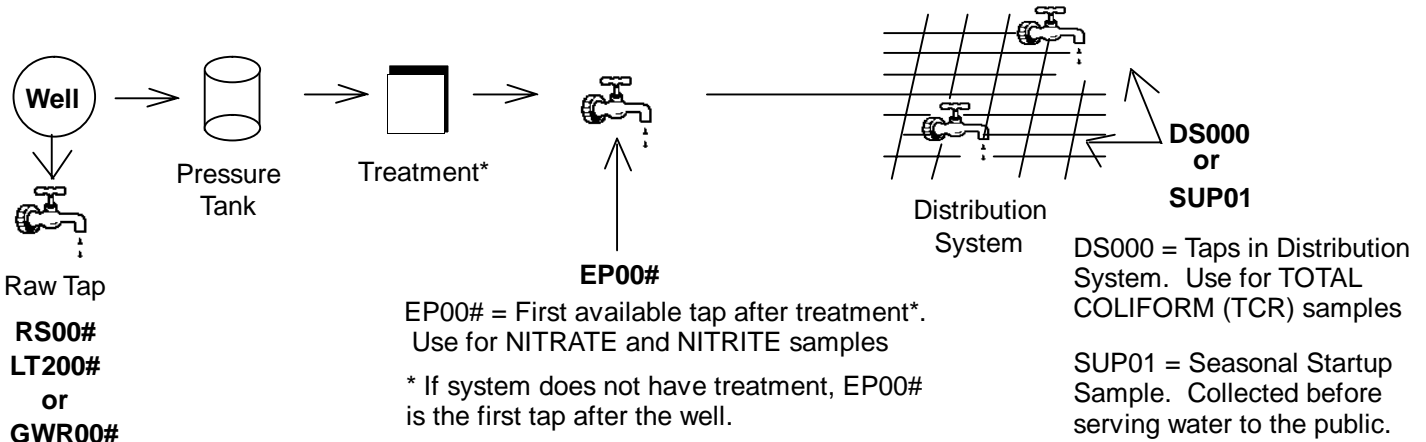 Well
Pressure
Tank
Treatment*
Raw Tap
RS00#
LT200#
or
GWR00#
EP00#
EP00# = First available tap after treatment*.
Use for NITRATE and NITRITE samples
* If system does not have treatment, EP00#
is the first tap after the well.
Distribution
System
DS000
or
SUP01
DS000 = Taps in Distribution
System. Use for TOTAL
COLIFORM (TCR) samples
SUP01 = Seasonal Startup
Sample. Collected before
serving water to the public.